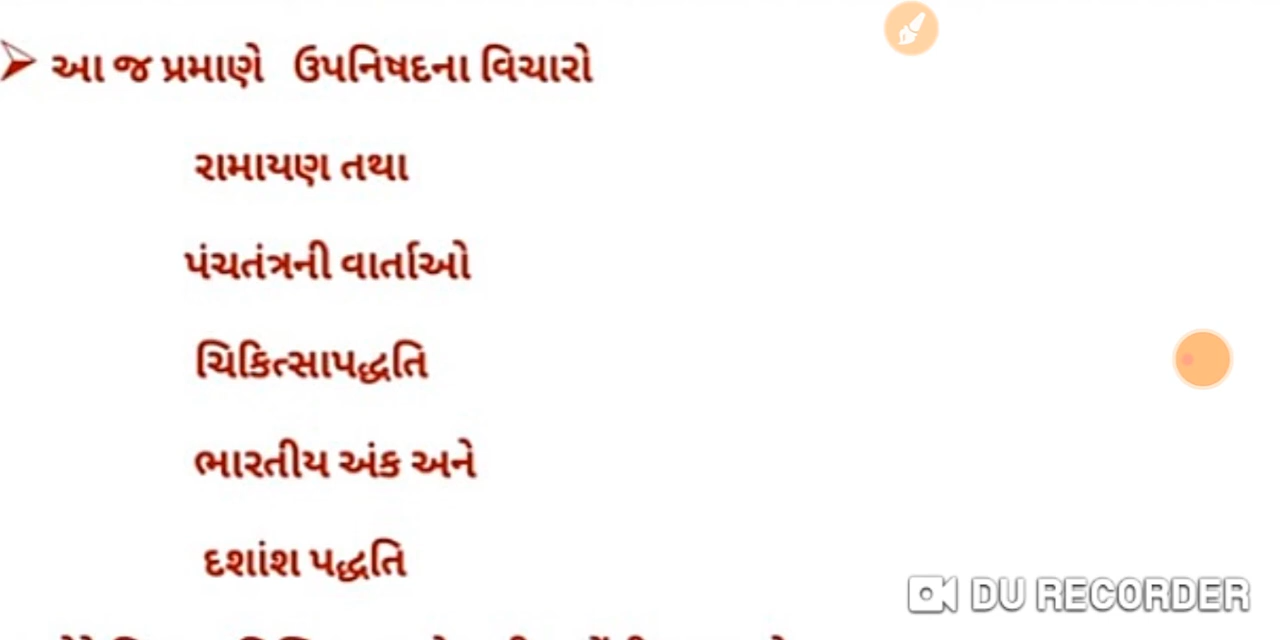 આ જ પ્રમાણે ઉપનિષદના વિચારો
રામાયણ તથા
પંચતંત્રની વાર્તાઓ
ચિકિત્સાપદ્ધતિ
ભારતીય અંક અને
દશાંશ પદ્ધતિ
DU RECORDER